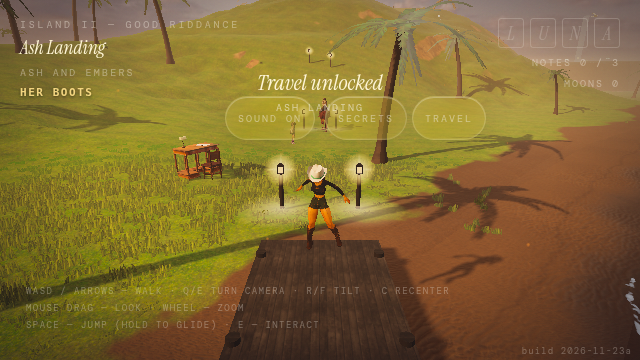 ISLAND II — GOOD RIDDANCE
Ash Landing
ASH AND EMBERS
HER BOOTS
LUNA
NOTES 0 / 3
MOONS 0
Travel unlocked
ASH LANDING
SOUND ON
SECRETS
TRAVEL
WASD / ARROWS — WALK · Q/E TURN CAMERA · R/F TILT · C RECENTER
MOUSE DRAG — LOOK · WHEEL — ZOOM
SPACE — JUMP (HOLD TO GLIDE) · E — INTERACT
build 2026-11-23a